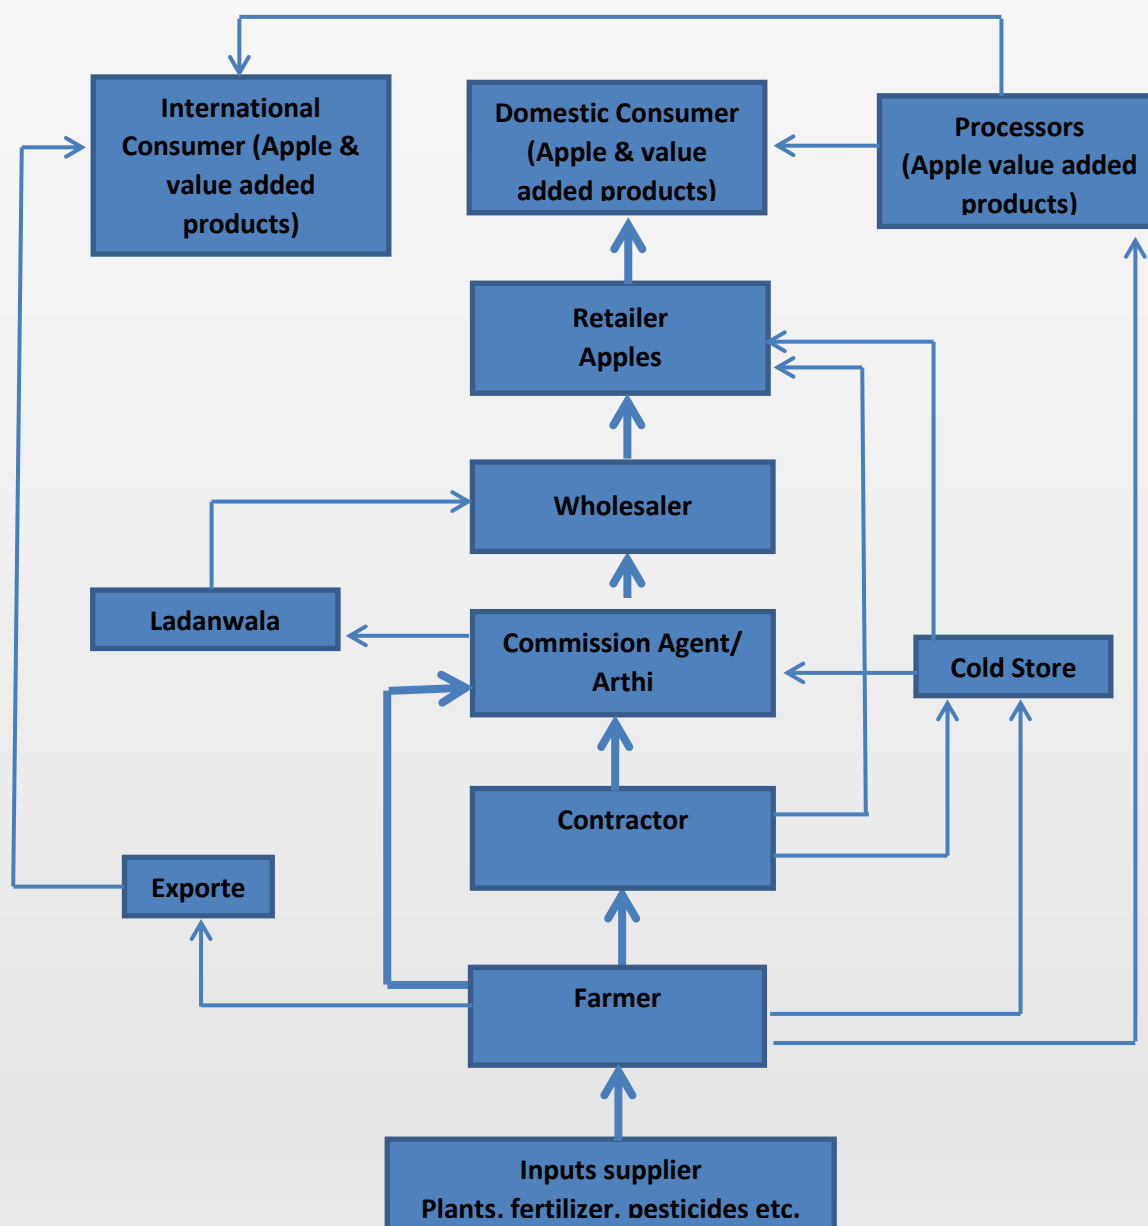 International
Consumer (Apple &
value added
products)
Domestic Consumer
(Apple & value
added products)
Processors
(Apple value added
products)
Retailer
Apples
Wholesaler
Ladanwala
Commission Agent/
Arthi
Cold Store
Contractor
Exporte
Farmer
Inputs supplier
Plants, fertilizer, pesticides etc.